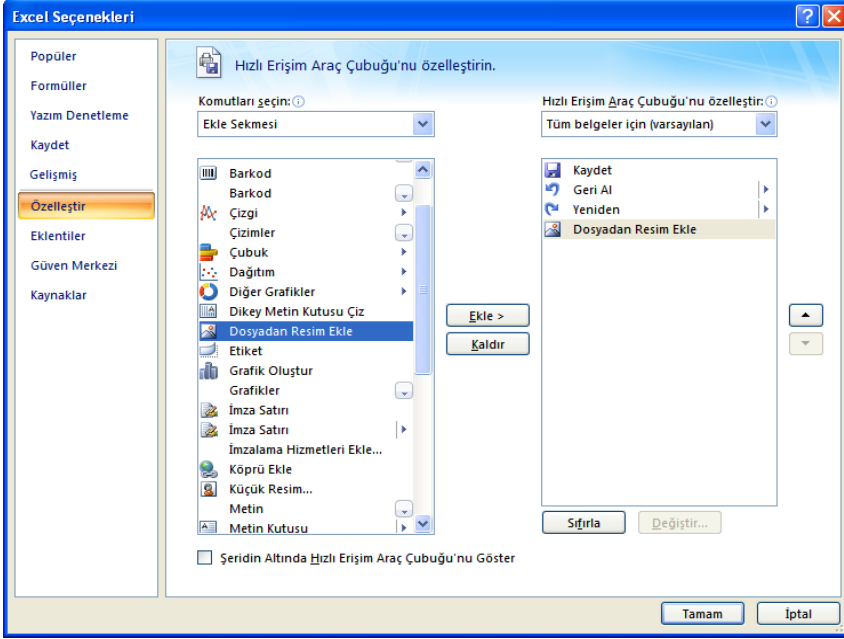 Excel Seçenekleri
Popüler
Formüller
Yazım Denetleme
Kaydet
Gelişmiş
Özelleştir
Eklentiler
Güven Merkezi
Kaynaklar
Hızlı Erişim Araç Çubuğu'nu özelleştirin.
Komutları seçin:
Ekle Sekmesi
Barkod
Barkod
Çizgi
Çizimler
Çubuk
Dağıtım
Diğer Grafikler
Dikey Metin Kutusu Çiz
Dosyadan Resim Ekle
Etiket
Grafik Oluştur
Grafikler
İmza Satırı
İmza Satırı
İmzalama Hizmetleri Ekle...
Köprü Ekle
Küçük Resim...
Metin
Metin Kutusu
Ekle >
Kaldır
Hızlı Erişim Araç Çubuğu'nu özelleştir:
Tüm belgeler için (varsayılan)
Kaydet
Geri Al
Yeniden
Dosyadan Resim Ekle
Sıfırla
Değiştir...
Şeridin Altında Hızlı Erişim Araç Çubuğu'nu Göster
Tamam
İptal